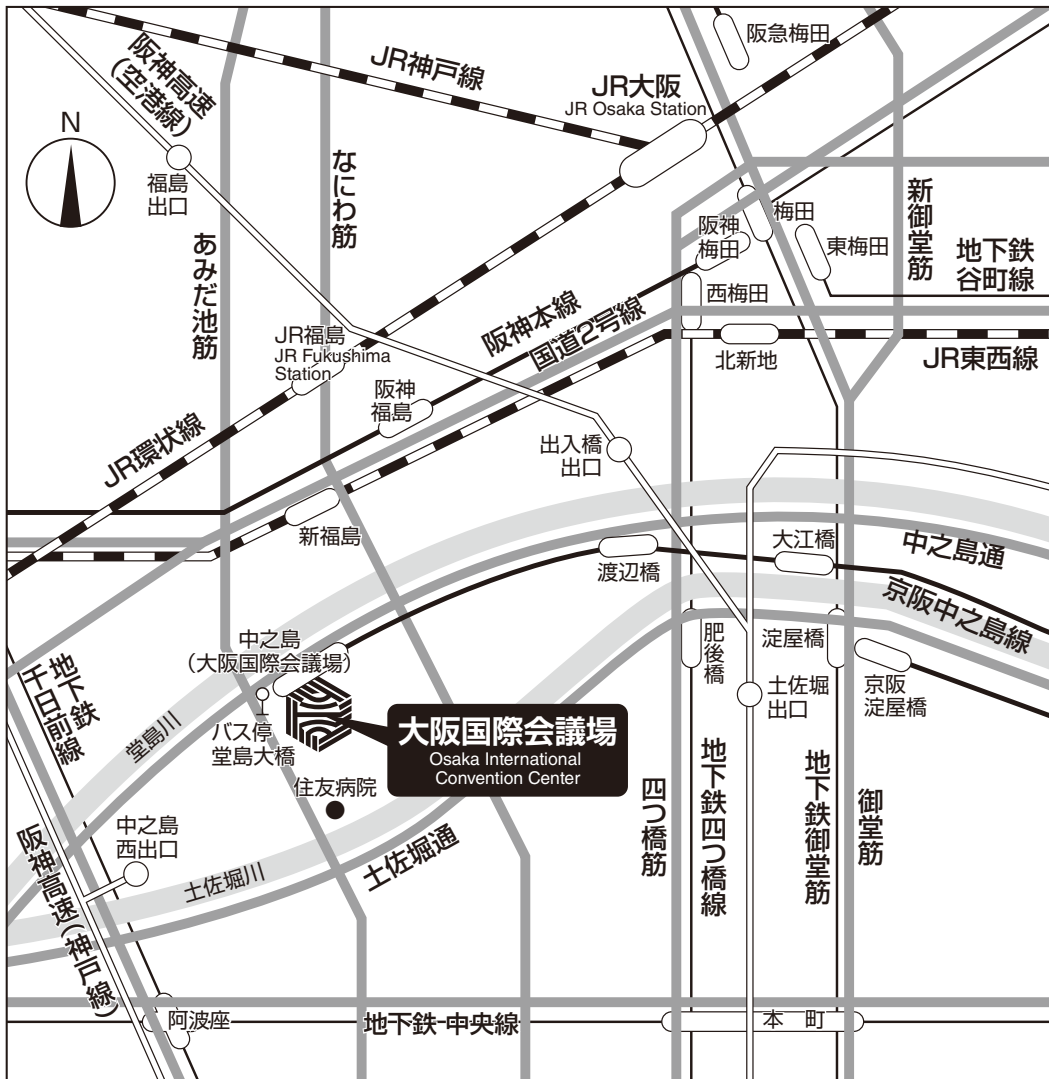 阪急梅田
阪神高速
（空港線）
JR神戸線
JR大阪
JR Osaka Station
N
福島
出口
なにわ筋
あみだ池筋
新御堂筋
梅田
阪神
梅田
東梅田
地下鉄
谷町線
西梅田
阪神本線
国道2号線
JR福島
JR Fukushima
Station
北新地
JR東西線
阪神
福島
JR環状線
出入橋
出口
新福島
大江橋
中之島通
渡辺橋
京阪中之島線
中之島
（大阪国際会議場）
肥後橋
淀屋橋
京阪
淀屋橋
土佐堀
出口
地下鉄
千日前線
堂島川
バス停
堂島大橋
大阪国際会議場
Osaka International
Convention Center
住友病院
四つ橋筋
地下鉄四つ橋線
地下鉄御堂筋
御堂筋
中之島
西出口
土佐堀川
土佐堀通
阪神高速（神戸線）
阿波座
地下鉄 中央線
本 町